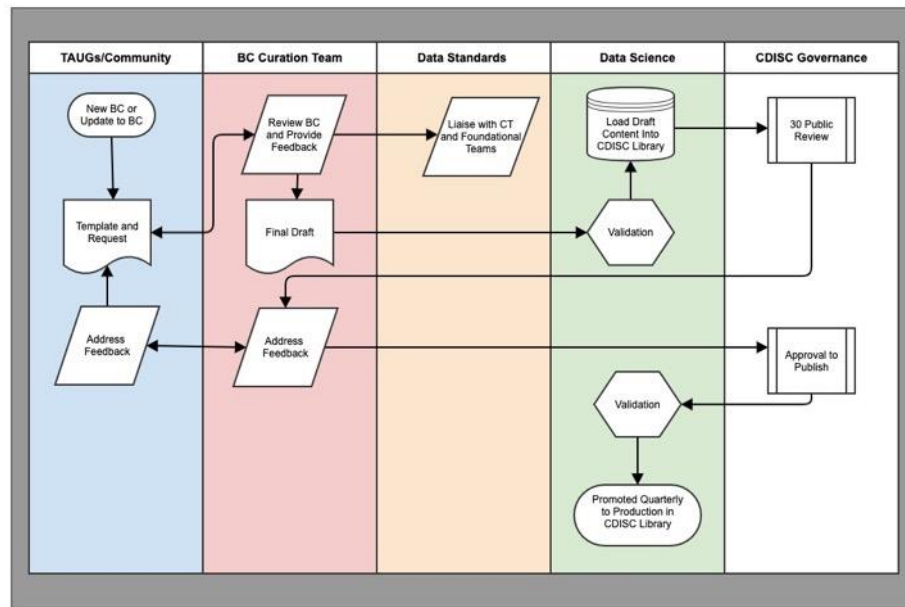 TAUGs/Community
BC Curation Team
Data Standards
Data Science
CDISC Governance
New BC or
Update to BC
Review BC
and Provide
Feedback
Liaise with CT
and Foundational
Teams
Load Draft
Content Into
CDISC Library
30 Public
Review
Template and
Request
Final Draft
Validation
Address
Feedback
Address
Feedback
Approval to
Publish
Validation
Promoted Quarterly
to Production in
CDISC Library